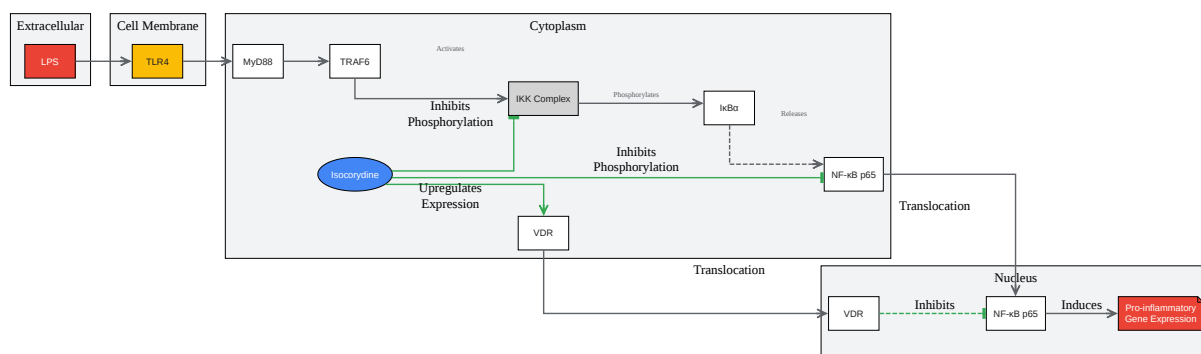 Extracellular
Cell Membrane
Cytoplasm
LPS
TLR4
MyD88
TRAF6
Activates
IKK Complex
Phosphorylates
IκBα
Releases
Inhibits
Phosphorylation
Inhibits
Phosphorylation
Isocorydine
NF-κB p65
Upregulates
Expression
VDR
Translocation
Translocation
Nucleus
VDR
Inhibits
NF-κB p65
Induces
Pro-inflammatory
Gene Expression